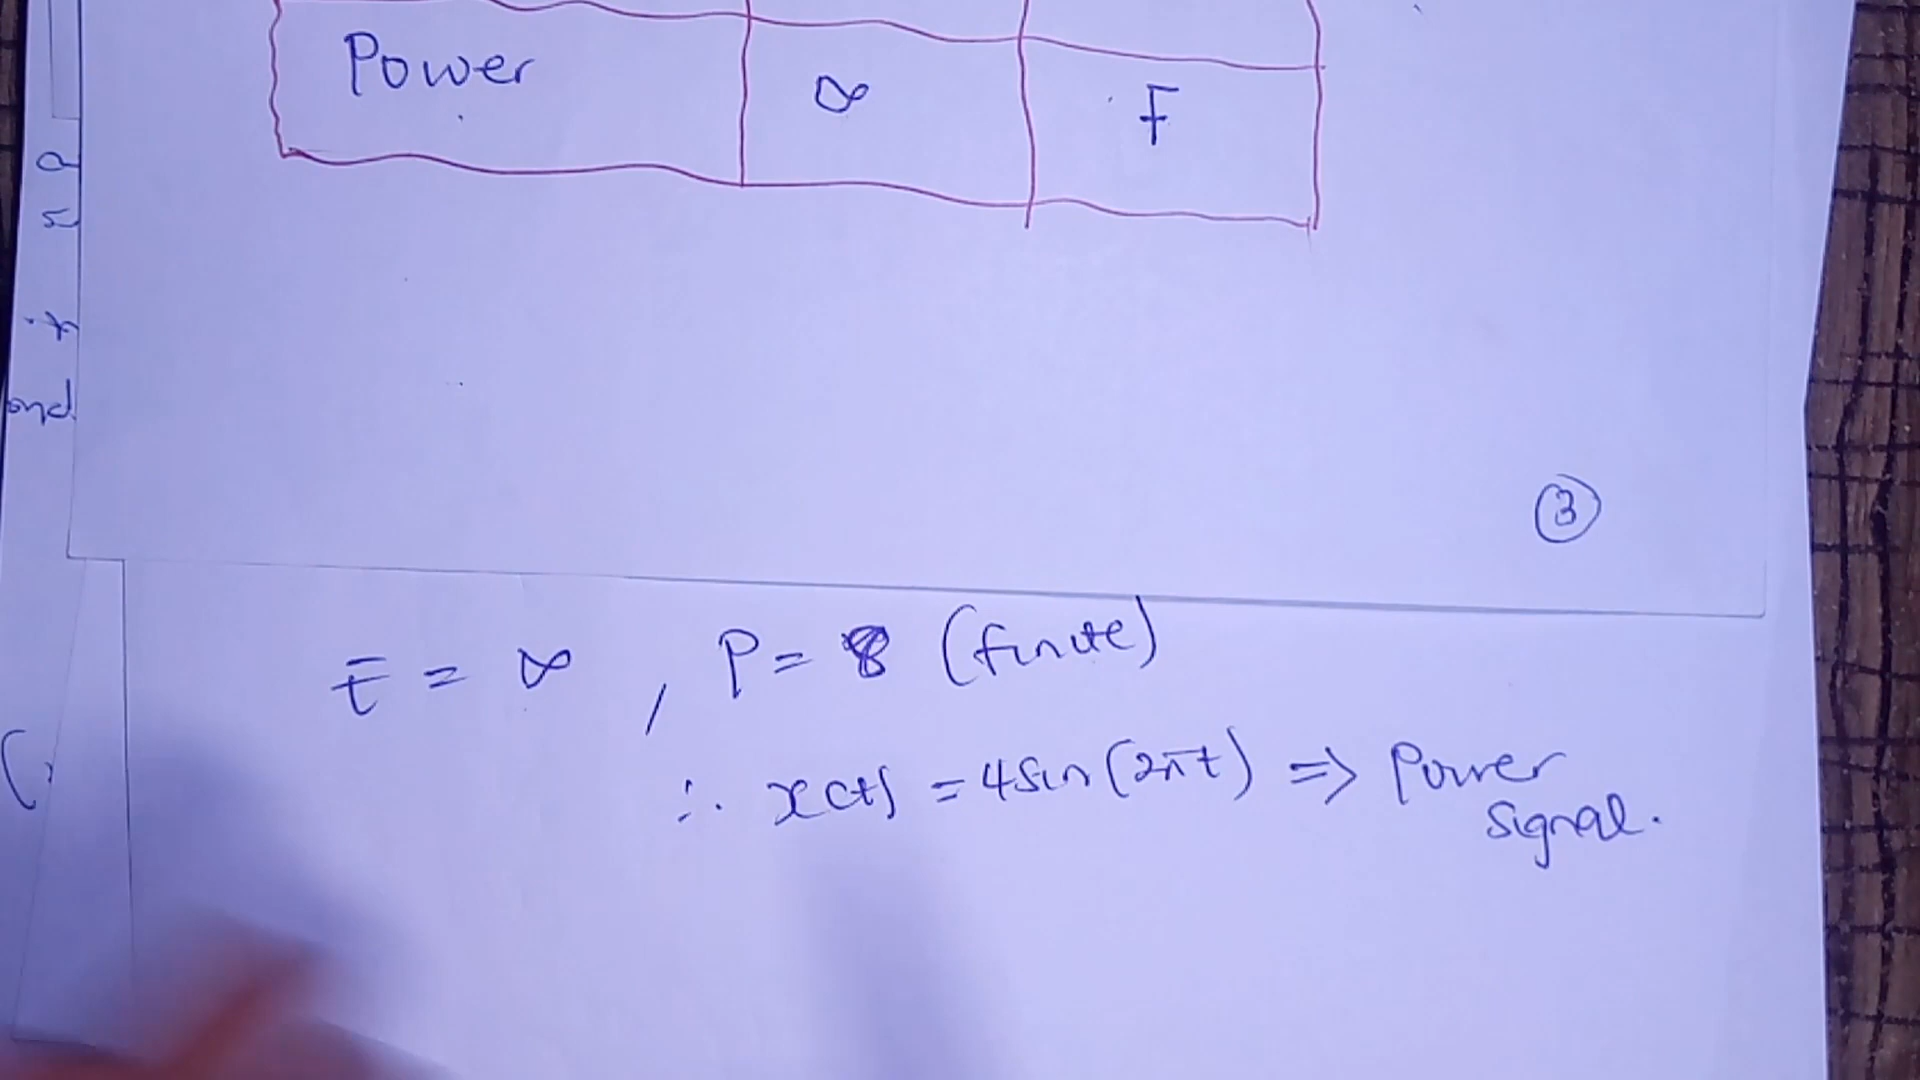 Power ∞ F
3
E = ∞ , P = 8 (finite)
∴ x(t) = 4sin(2πt) => Power
signal.